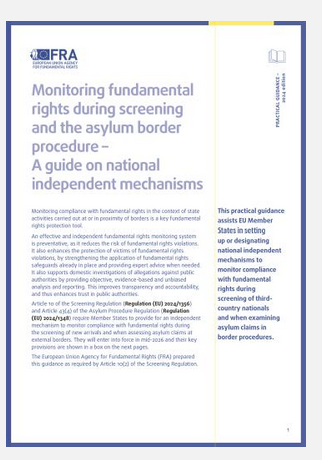 FRA
EUROPEAN UNION AGENCY
FOR FUNDAMENTAL RIGHTS
PRACTICAL GUIDANCE –
2024 edition
Monitoring fundamental
rights during screening
and the asylum border
procedure –
A guide on national
independent mechanisms
Monitoring compliance with fundamental rights in the context of state
activities carried out at or in proximity of borders is a key fundamental
rights protection tool.
An effective and independent fundamental rights monitoring system
is preventative, as it reduces the risk of fundamental rights violations.
It also enhances the protection of victims of fundamental rights
violations, by strengthening the application of fundamental rights
safeguards already in place and providing expert advice when needed.
It also supports domestic investigations of allegations against public
authorities by providing objective, evidence-based and unbiased
analysis and reporting. This improves transparency and accountability,
and thus enhances trust in public authorities.
Article 10 of the Screening Regulation (Regulation (EU) 2024/1356)
and Article 43(4) of the Asylum Procedure Regulation (Regulation
(EU) 2024/1348) require Member States to provide for an independent
mechanism to monitor compliance with fundamental rights during
the screening of new arrivals and when assessing asylum claims at
external borders. They will enter into force in mid-2026 and their key
provisions are shown in a box on the next pages.
The European Union Agency for Fundamental Rights (FRA) prepared
this guidance as required by Article 10(2) of the Screening Regulation.
This practical guidance
assists EU Member
States in setting
up or designating
national independent
mechanisms to
monitor compliance
with fundamental
rights during
screening of third-
country nationals
and when examining
asylum claims in
border procedures.
1